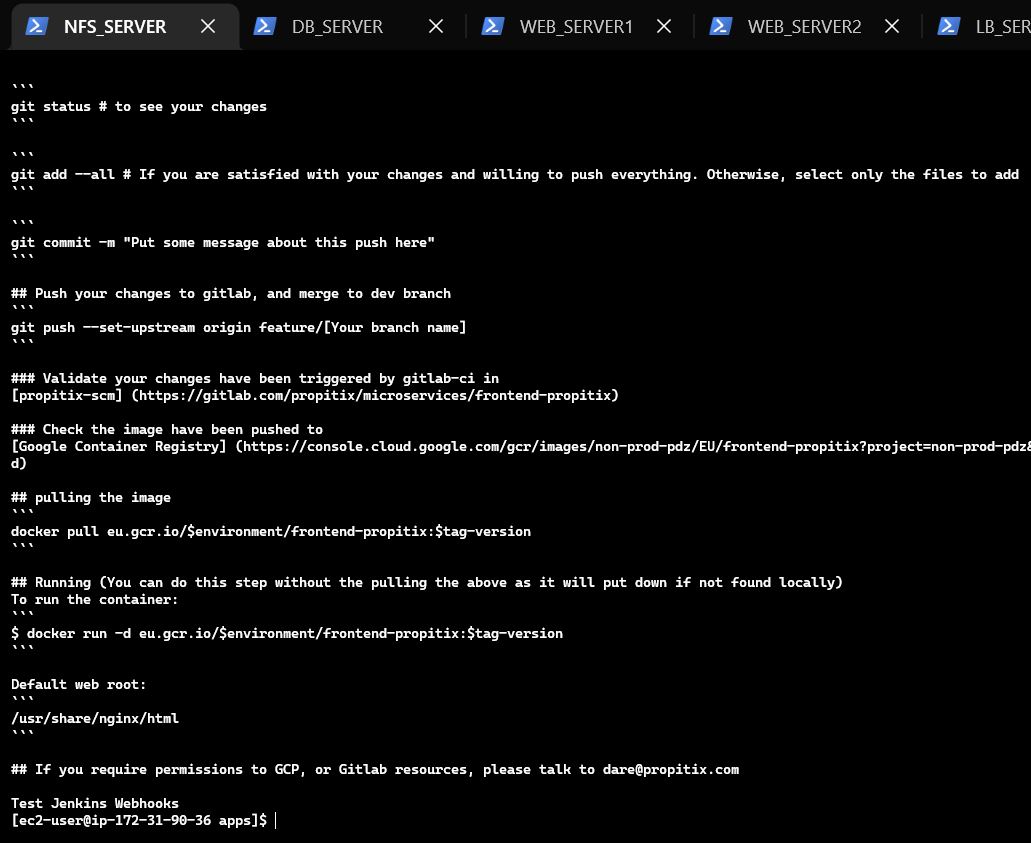 NFS_SERVER DB_SERVER WEB_SERVER1 WEB_SERVER2 LB_SER
```
git status # to see your changes
```
```
git add --all # If you are satisfied with your changes and willing to push everything. Otherwise, select only the files to add
```
```
git commit -m "Put some message about this push here"
```
## Push your changes to gitlab, and merge to dev branch
```
git push --set-upstream origin feature/[Your branch name]
```
### Validate your changes have been triggered by gitlab-ci in
[propitix-scm] (https://gitlab.com/propitix/microservices/frontend-propitix)
### Check the image have been pushed to
[Google Container Registry] (https://console.cloud.google.com/gcr/images/non-prod-pdz/EU/frontend-propitix?project=non-prod-pdz&
d)
## pulling the image
```
docker pull eu.gcr.io/$environment/frontend-propitix:$tag-version
```
## Running (You can do this step without the pulling the above as it will put down if not found locally)
To run the container:
```
$ docker run -d eu.gcr.io/$environment/frontend-propitix:$tag-version
```
Default web root:
```
/usr/share/nginx/html
```
## If you require permissions to GCP, or Gitlab resources, please talk to dare@propitix.com
Test Jenkins Webhooks
[ec2-user@ip-172-31-90-36 apps]$